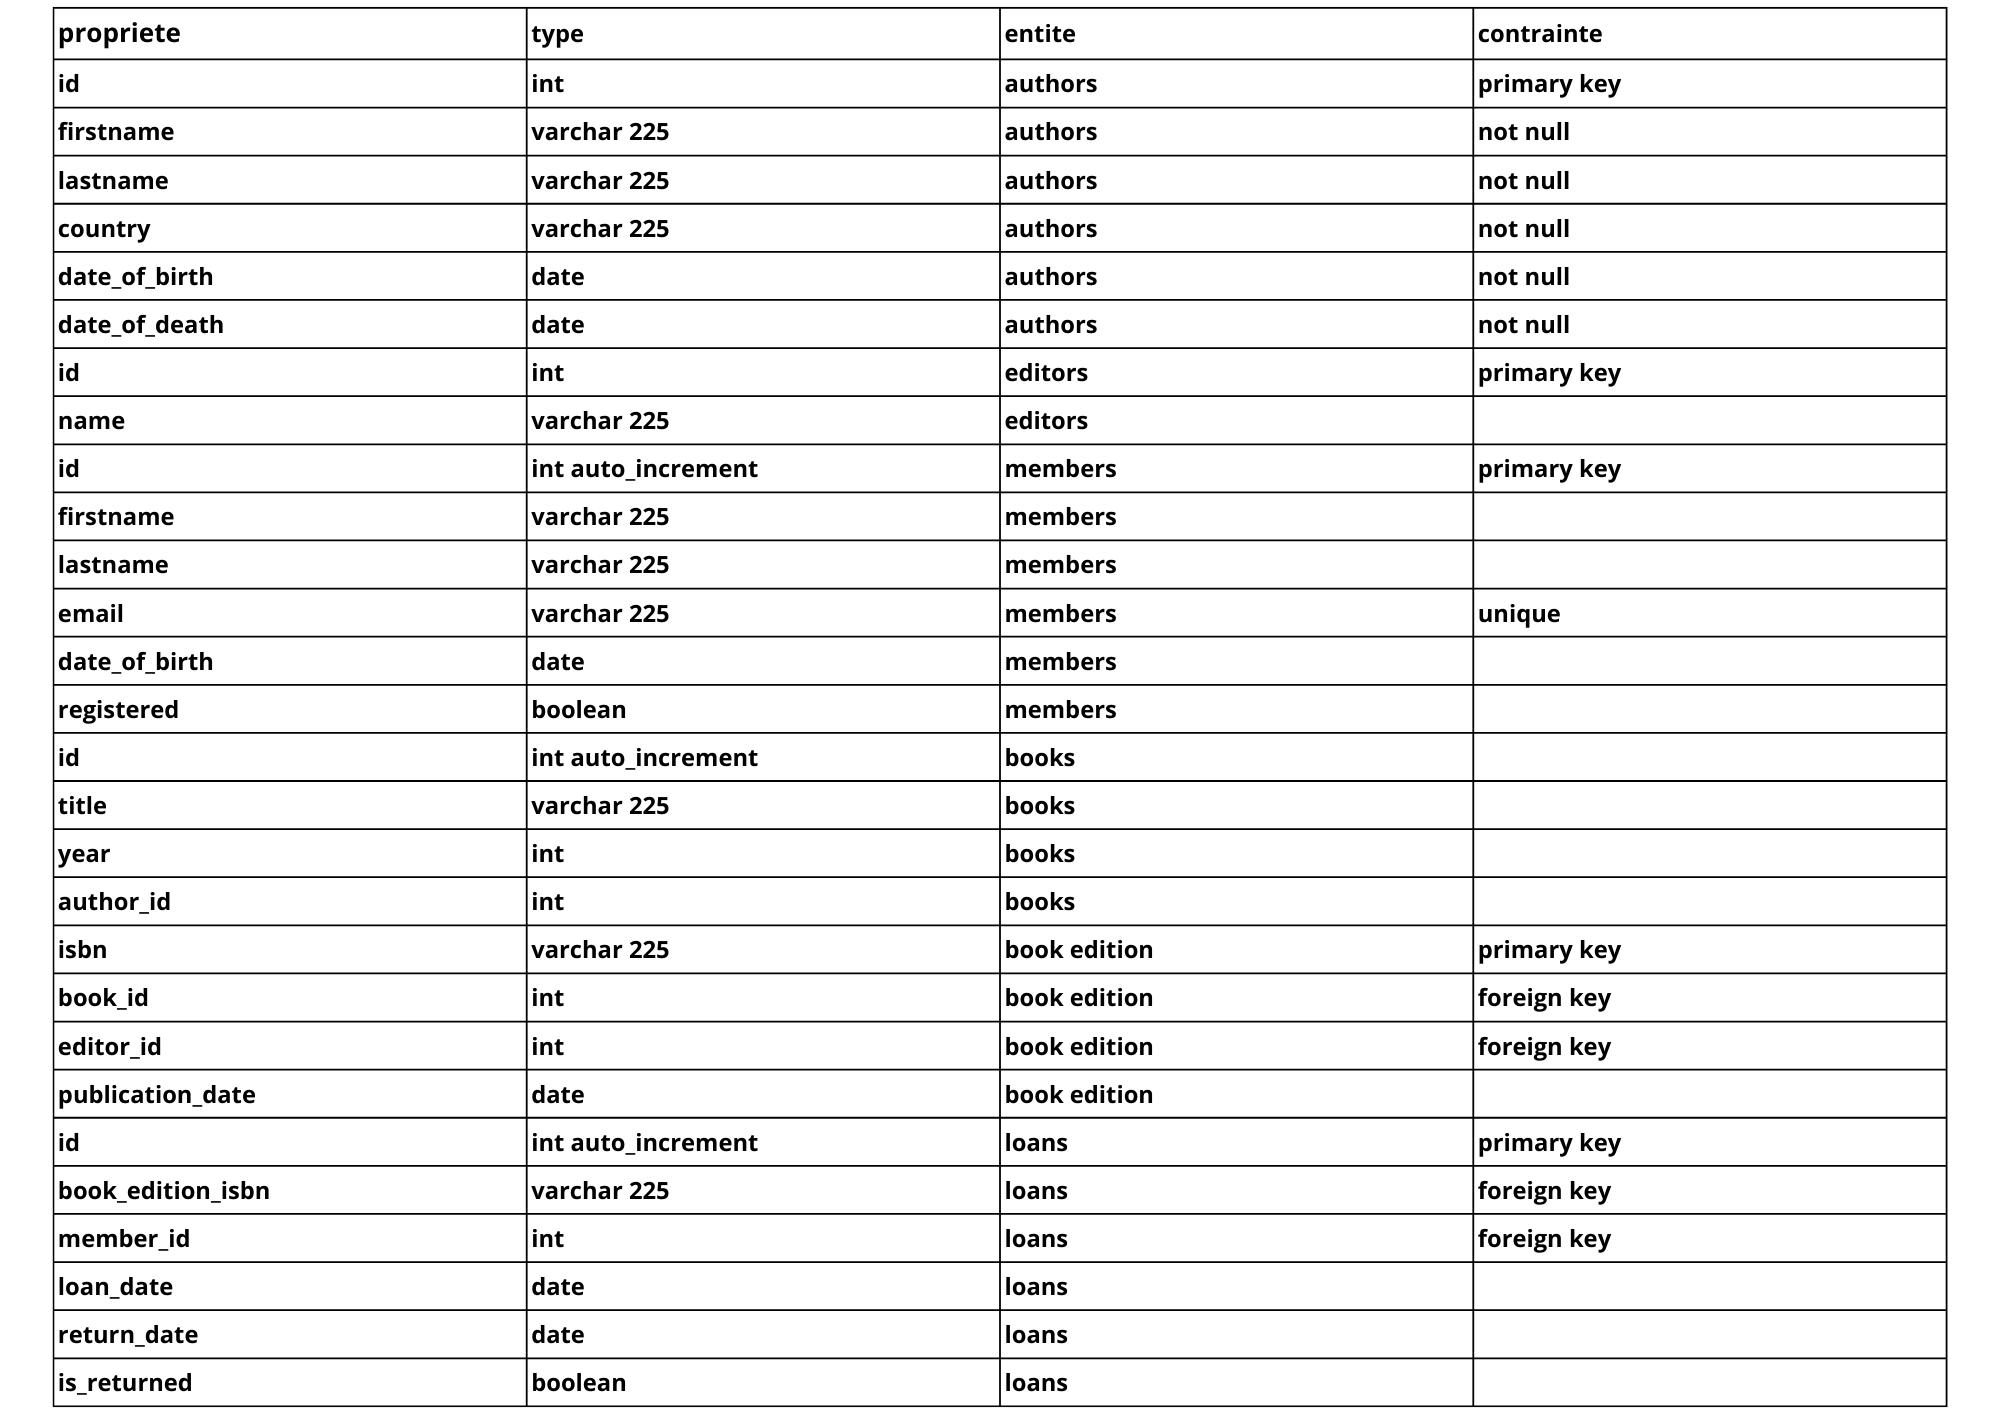 propriete type entite contrainte
id int authors primary key
firstname varchar 225 authors not null
lastname varchar 225 authors not null
country varchar 225 authors not null
date_of_birth date authors not null
date_of_death date authors not null
id int editors primary key
name varchar 225 editors
id int auto_increment members primary key
firstname varchar 225 members
lastname varchar 225 members
email varchar 225 members unique
date_of_birth date members
registered boolean members
id int auto_increment books
title varchar 225 books
year int books
author_id int books
isbn varchar 225 book edition primary key
book_id int book edition foreign key
editor_id int book edition foreign key
publication_date date book edition
id int auto_increment loans primary key
book_edition_isbn varchar 225 loans foreign key
member_id int loans foreign key
loan_date date loans
return_date date loans
is_returned boolean loans